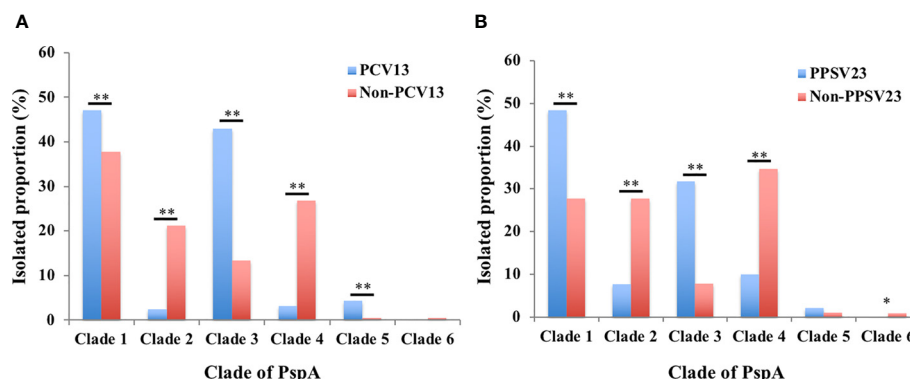 A
PCV13
Non-PCV13
Isolated proportion (%)
60
50
40
30
20
10
0
**
**
**
**
**
Clade 1 Clade 2 Clade 3 Clade 4 Clade 5 Clade 6
Clade of PspA
B
PPSV23
Non-PPSV23
Isolated proportion (%)
60
50
40
30
20
10
0
**
**
**
**
*
Clade 1 Clade 2 Clade 3 Clade 4 Clade 5 Clade 6
Clade of PspA